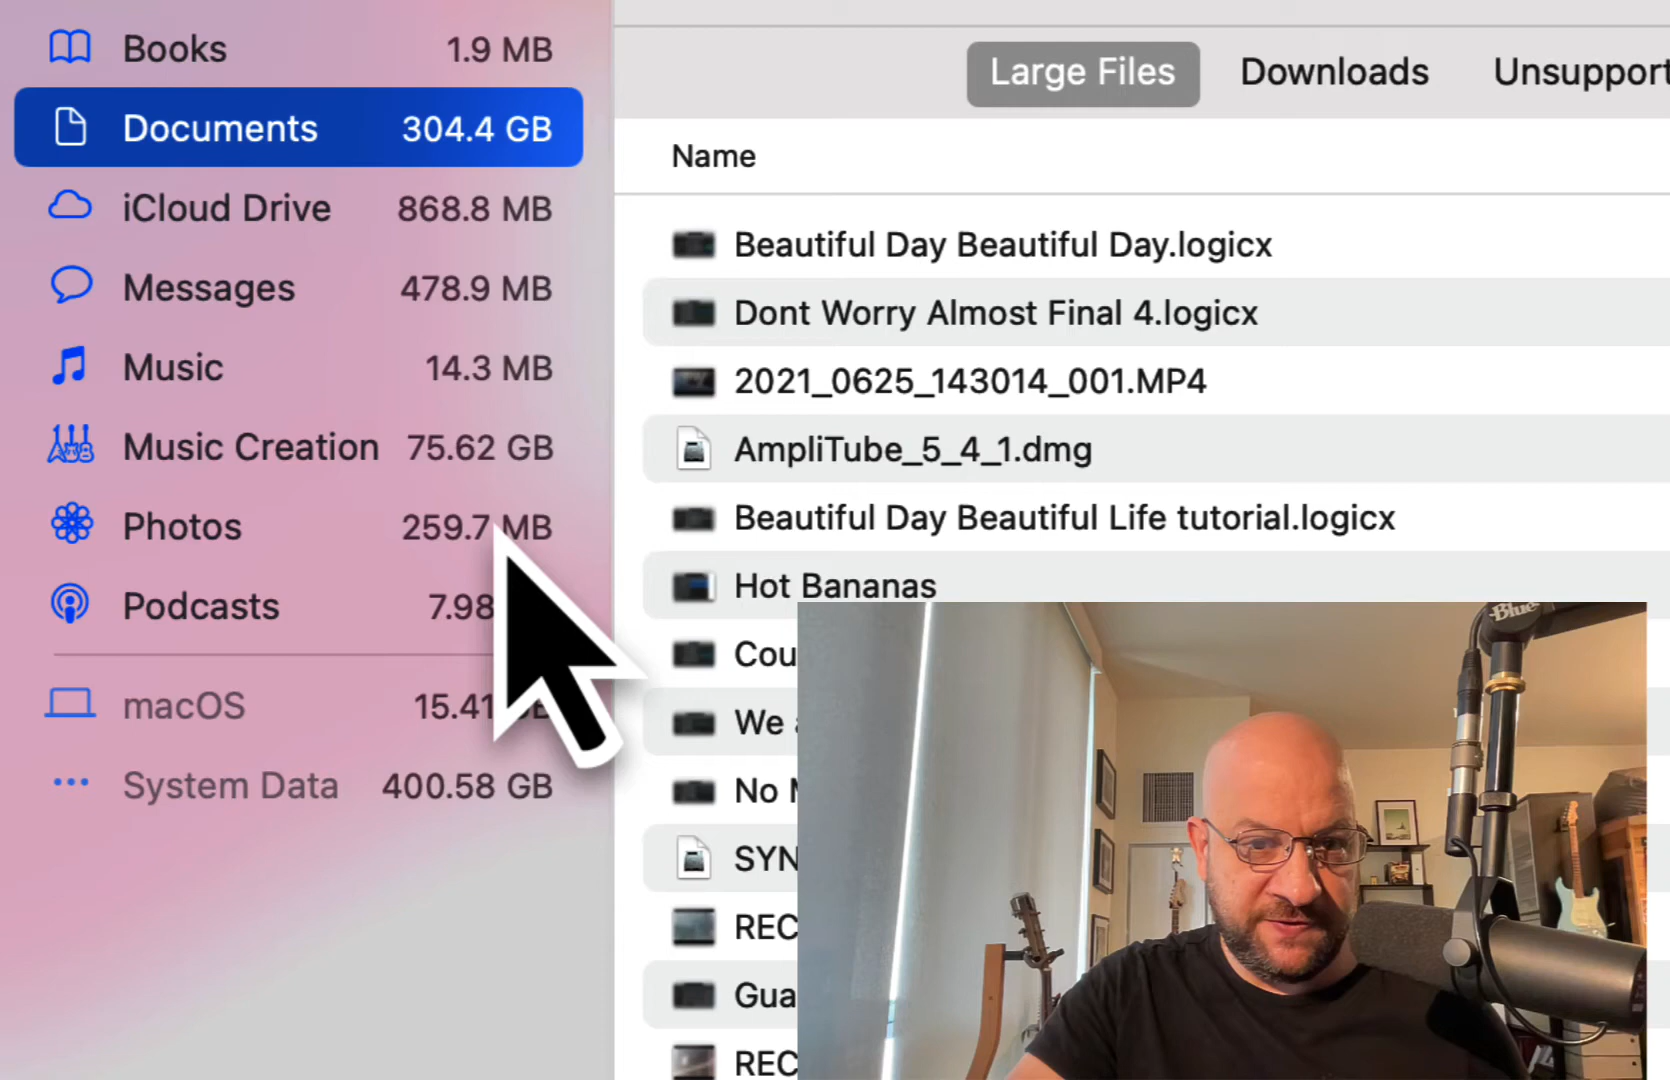 Books 1.9 MB
Documents 304.4 GB
iCloud Drive 868.8 MB
Messages 478.9 MB
Music 14.3 MB
Music Creation 75.62 GB
Photos 259.7 MB
Podcasts 7.98
macOS 15.41
System Data 400.58 GB
Large Files Downloads Unsupport
Name
Beautiful Day Beautiful Day.logicx
Dont Worry Almost Final 4.logicx
2021_0625_143014_001.MP4
AmpliTube_5_4_1.dmg
Beautiful Day Beautiful Life tutorial.logicx
Hot Bananas
Cou
We
No
SYN
REC
Gua
REC
Blue